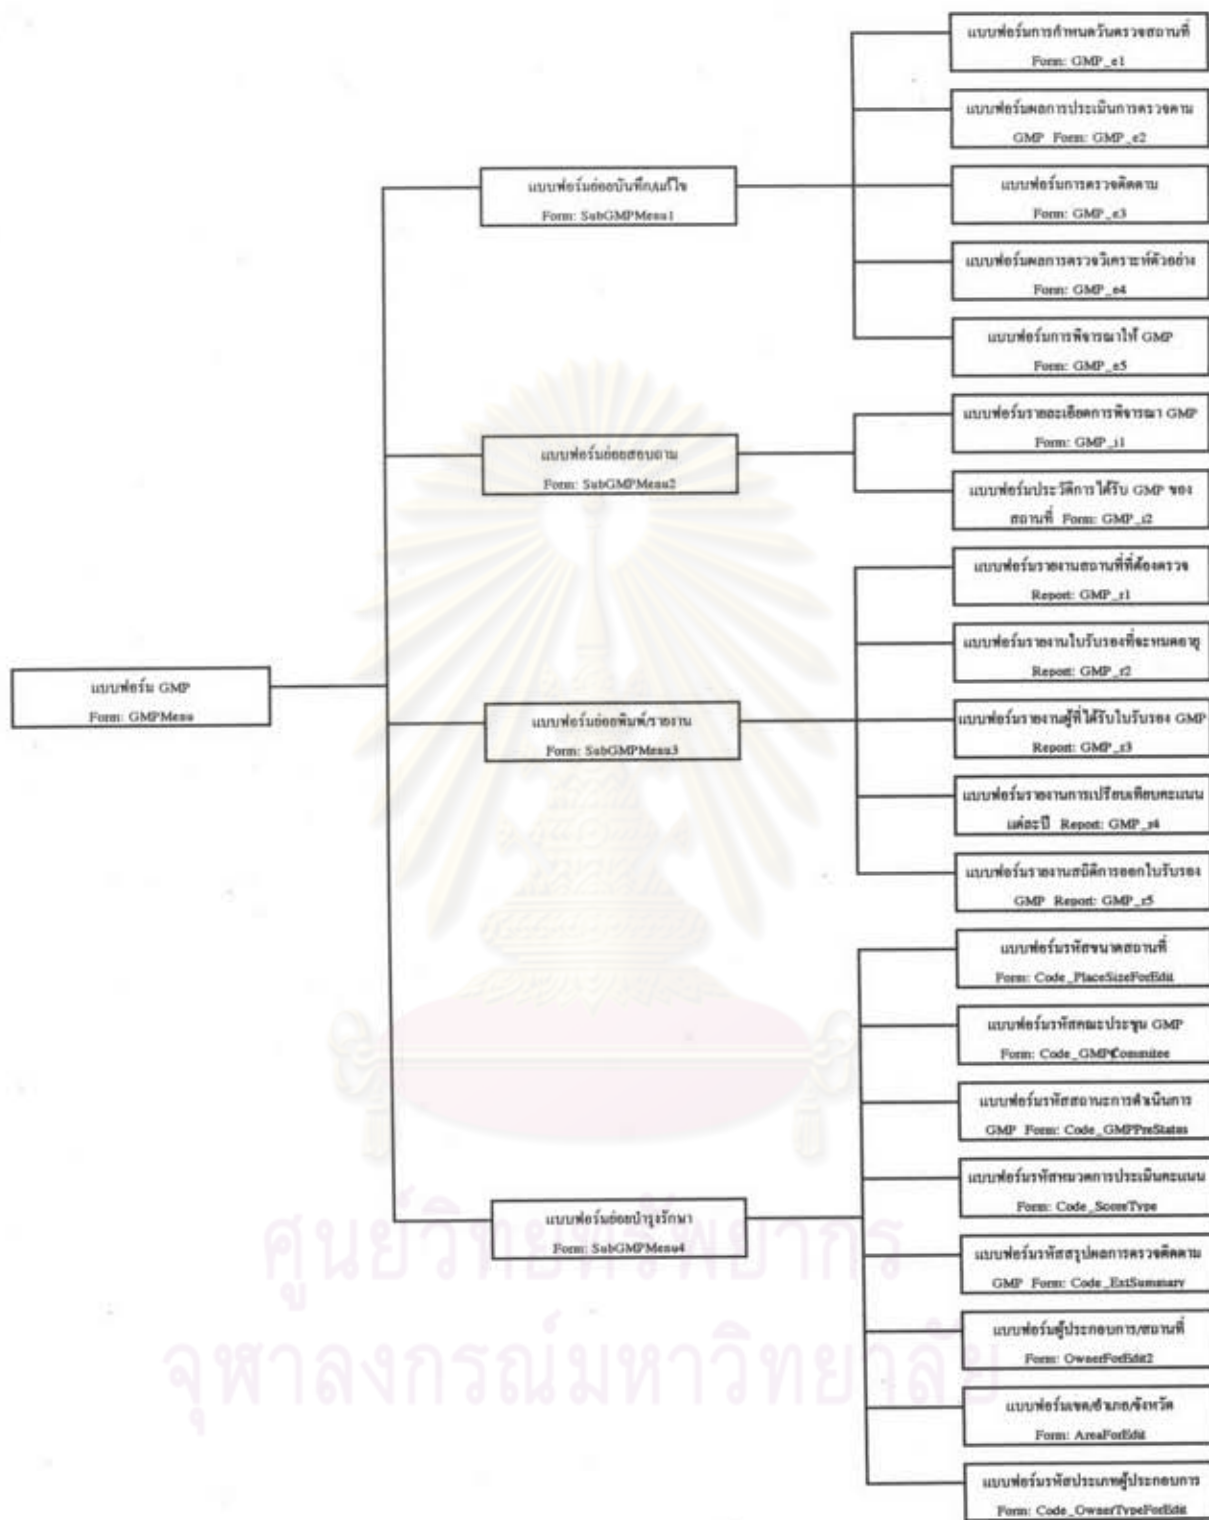 แบบฟอร์ม GMP
Form: GMPMenu
แบบฟอร์มย่อยบันทึก/แก้ไข
Form: SubGMPMenu1
แบบฟอร์มการกำหนดวันตรวจสถานที่
Form: GMP_e1
แบบฟอร์มผลการประเมินการตรวจตาม
GMP Form: GMP_e2
แบบฟอร์มการตรวจติดตาม
Form: GMP_e3
แบบฟอร์มผลการตรวจวิเคราะห์ตัวอย่าง
Form: GMP_e4
แบบฟอร์มการพิจารณาให้ GMP
Form: GMP_e5
แบบฟอร์มย่อยสอบถาม
Form: SubGMPMenu2
แบบฟอร์มรายละเอียดการพิจารณา GMP
Form: GMP_i1
แบบฟอร์มประวัติการได้รับ GMP ของ
สถานที่ Form: GMP_i2
แบบฟอร์มย่อยพิมพ์/รายงาน
Form: SubGMPMenu3
แบบฟอร์มรายงานสถานที่ที่ต้องตรวจ
Report: GMP_r1
แบบฟอร์มรายงานใบรับรองที่จะหมดอายุ
Report: GMP_r2
แบบฟอร์มรายงานผู้ที่ได้รับใบรับรอง GMP
Report: GMP_r3
แบบฟอร์มรายงานการเปรียบเทียบคะแนน
แต่ละปี Report: GMP_r4
แบบฟอร์มรายงานสถิติการออกใบรับรอง
GMP Report: GMP_r5
แบบฟอร์มย่อยบำรุงรักษา
Form: SubGMPMenu4
แบบฟอร์มรหัสขนาดสถานที่
Form: Code_PlaceSizeForEdit
แบบฟอร์มรหัสคณะประชุม GMP
Form: Code_GMPCommitee
แบบฟอร์มรหัสสถานะการดำเนินการ
GMP Form: Code_GMPPreStatus
แบบฟอร์มรหัสหมวดการประเมินคะแนน
Form: Code_ScoreType
แบบฟอร์มรหัสสรุปผลการตรวจติดตาม
GMP Form: Code_ExtSummary
แบบฟอร์มผู้ประกอบการ/สถานที่
Form: OwnerForEdit2
แบบฟอร์มเขต/อำเภอ/จังหวัด
Form: AreaForEdit
แบบฟอร์มรหัสประเภทผู้ประกอบการ
Form: Code_OwnerTypeForEdit
ศูนย์วิทยทรัพยากร
จุฬาลงกรณ์มหาวิทยาลัย